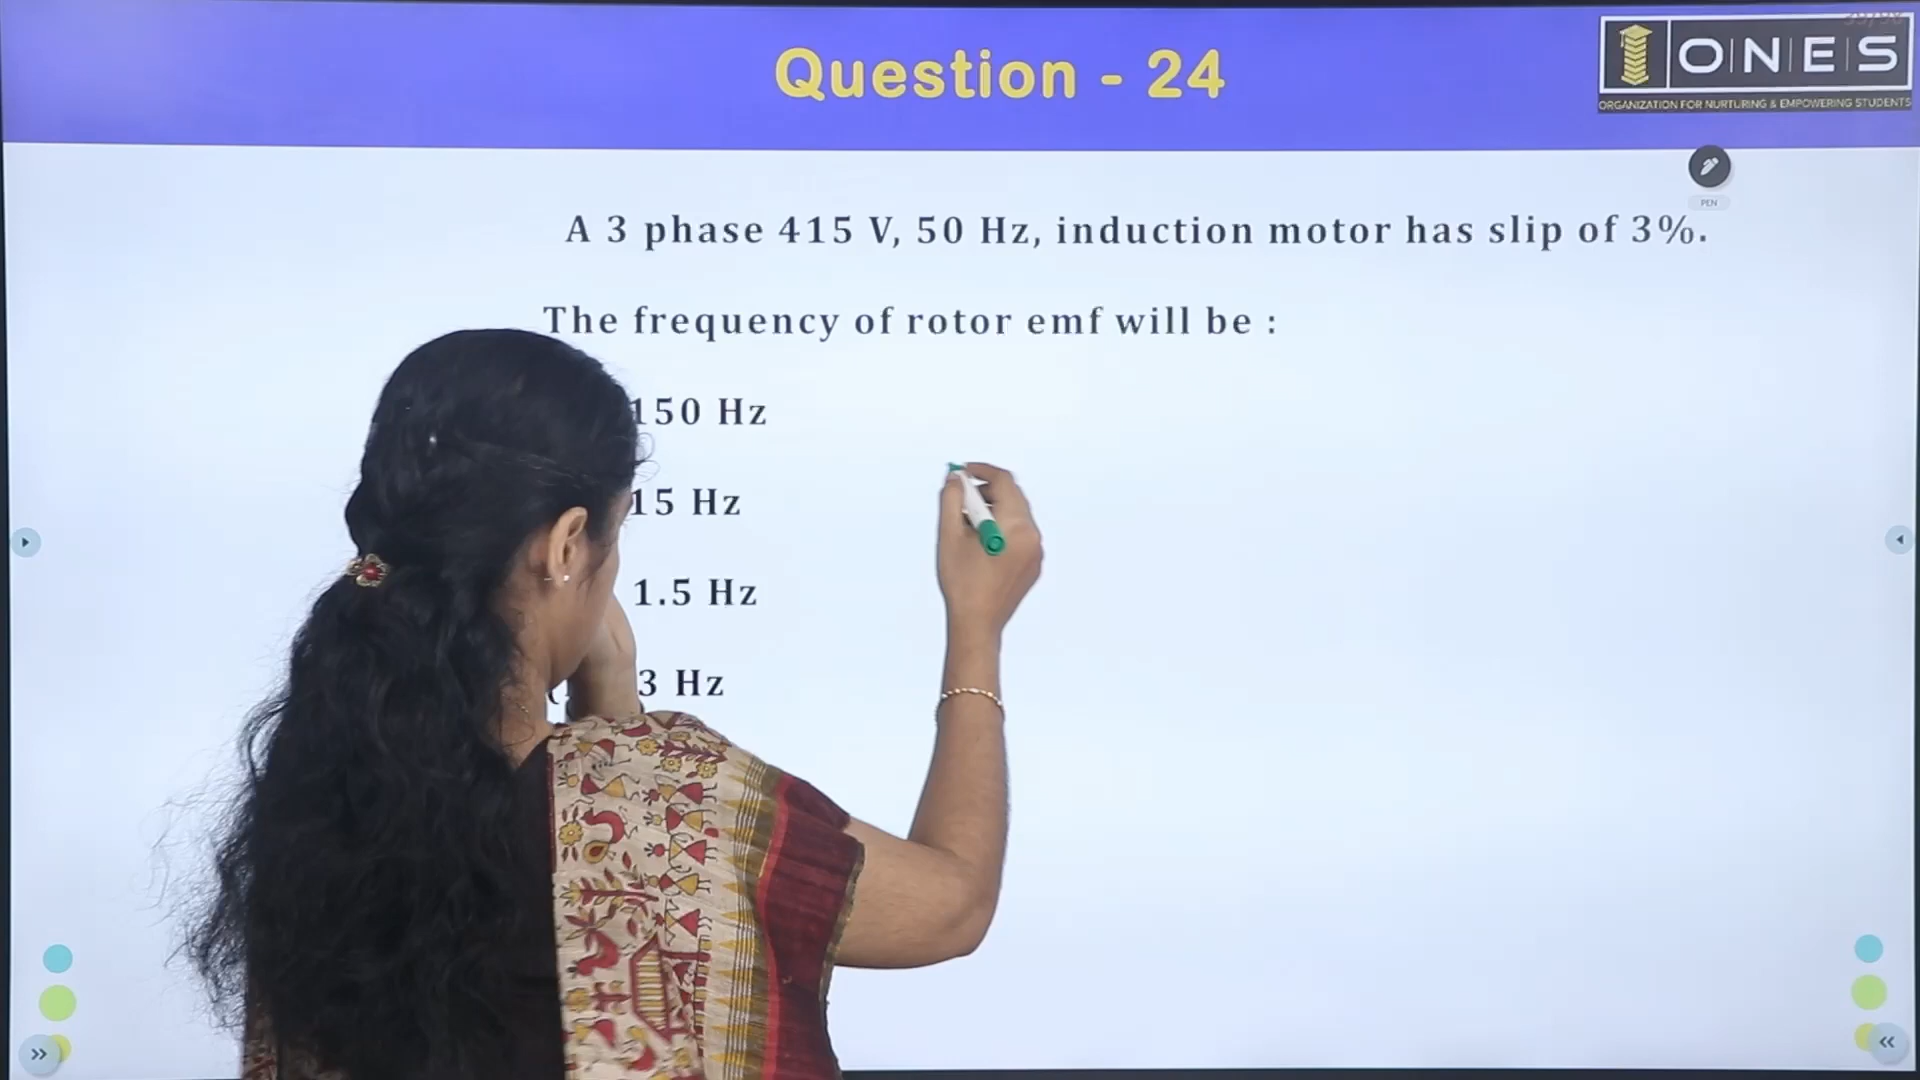 Question - 24
ONES
ORGANIZATION FOR NURTURING & EMPOWERING STUDENTS
PEN
A 3 phase 415 V, 50 Hz, induction motor has slip of 3%.
The frequency of rotor emf will be :
150 Hz
15 Hz
1.5 Hz
3 Hz